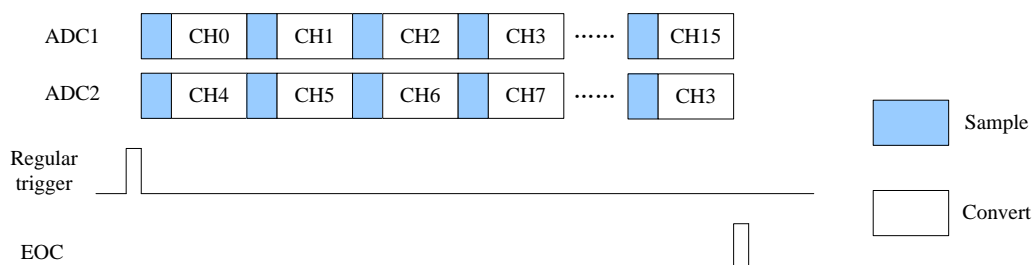 ADC1 CH0 CH1 CH2 CH3 ...... CH15
ADC2 CH4 CH5 CH6 CH7 ...... CH3
Sample
Regular
trigger
Convert
EOC